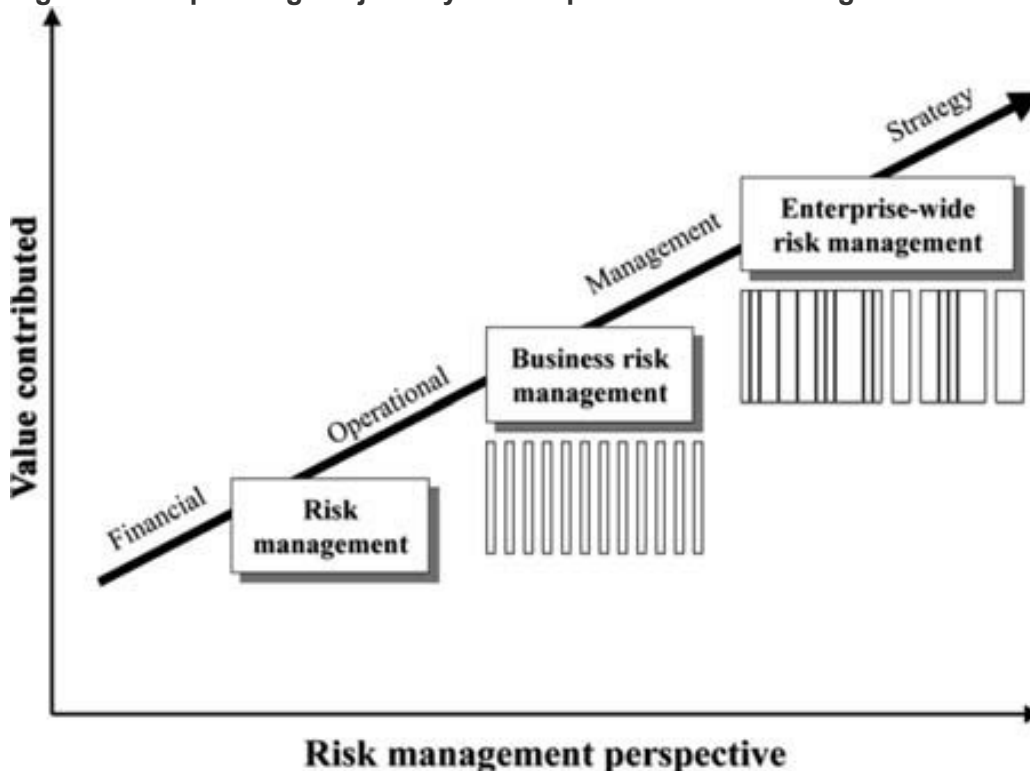 Strategy
Enterprise-wide
risk management
Management
Business risk
management
Operational
Value contributed
Financial
Risk
management
Risk management perspective